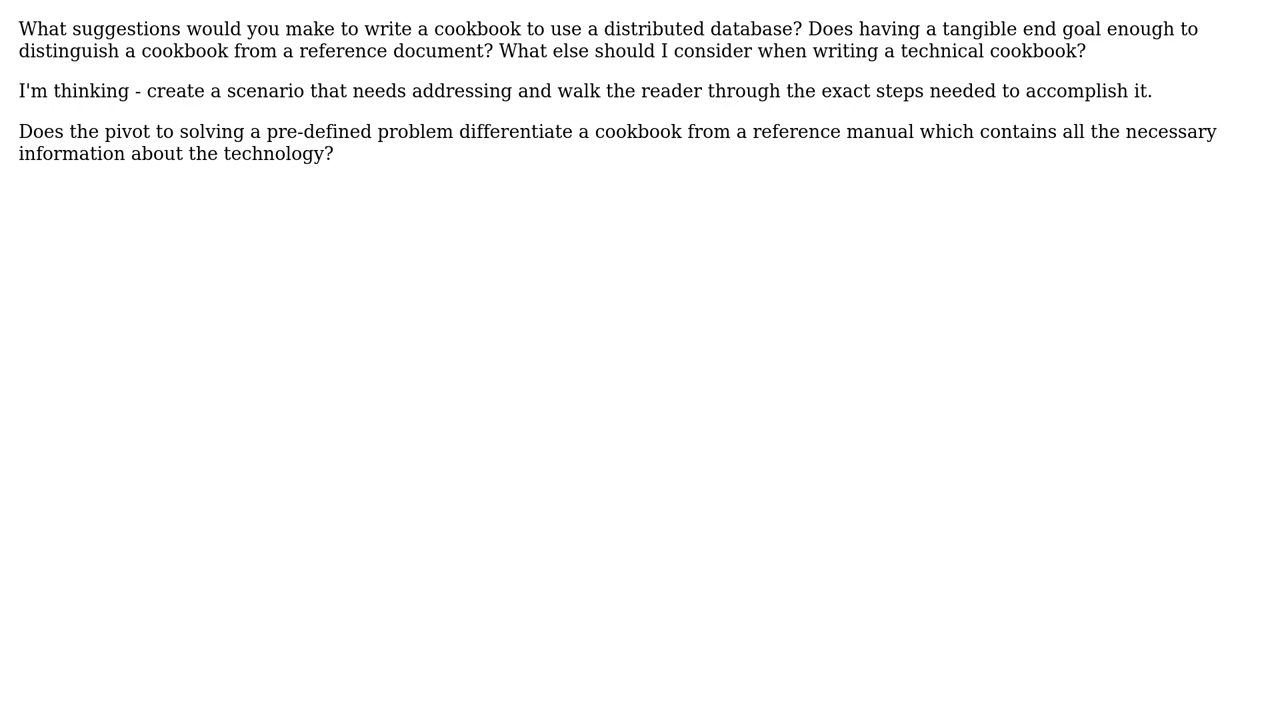 What suggestions would you make to write a cookbook to use a distributed database? Does having a tangible end goal enough to
distinguish a cookbook from a reference document? What else should I consider when writing a technical cookbook?
I'm thinking - create a scenario that needs addressing and walk the reader through the exact steps needed to accomplish it.
Does the pivot to solving a pre-defined problem differentiate a cookbook from a reference manual which contains all the necessary
information about the technology?